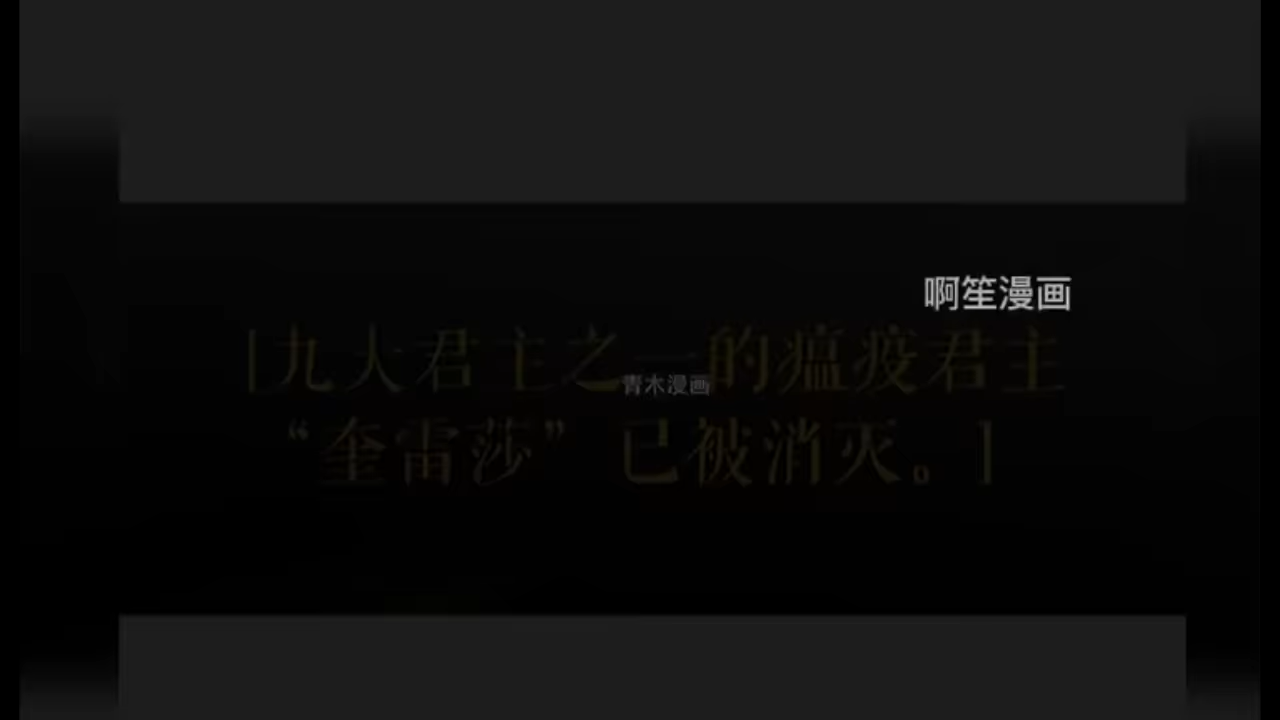 啊笙漫画
[九大君主之一的瘟疫君主
青木漫画
“奎雷莎”已被消灭。]